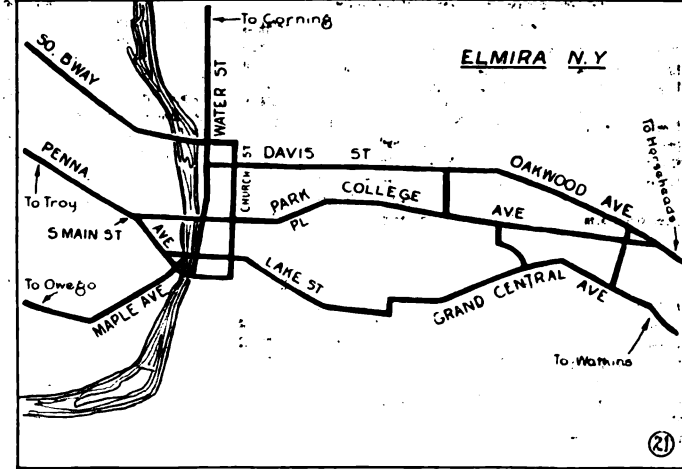 To Corning
ELMIRA N.Y
SO. BWAY
WATER ST
To Horseheads
PENNA.
AVE
DAVIS ST
OAKWOOD AVE
CHURCH ST
PARK PL
COLLEGE AVE
To Troy
S MAIN ST
LAKE ST
To Owego
MAPLE AVE
GRAND CENTRAL AVE
To Watkins
21